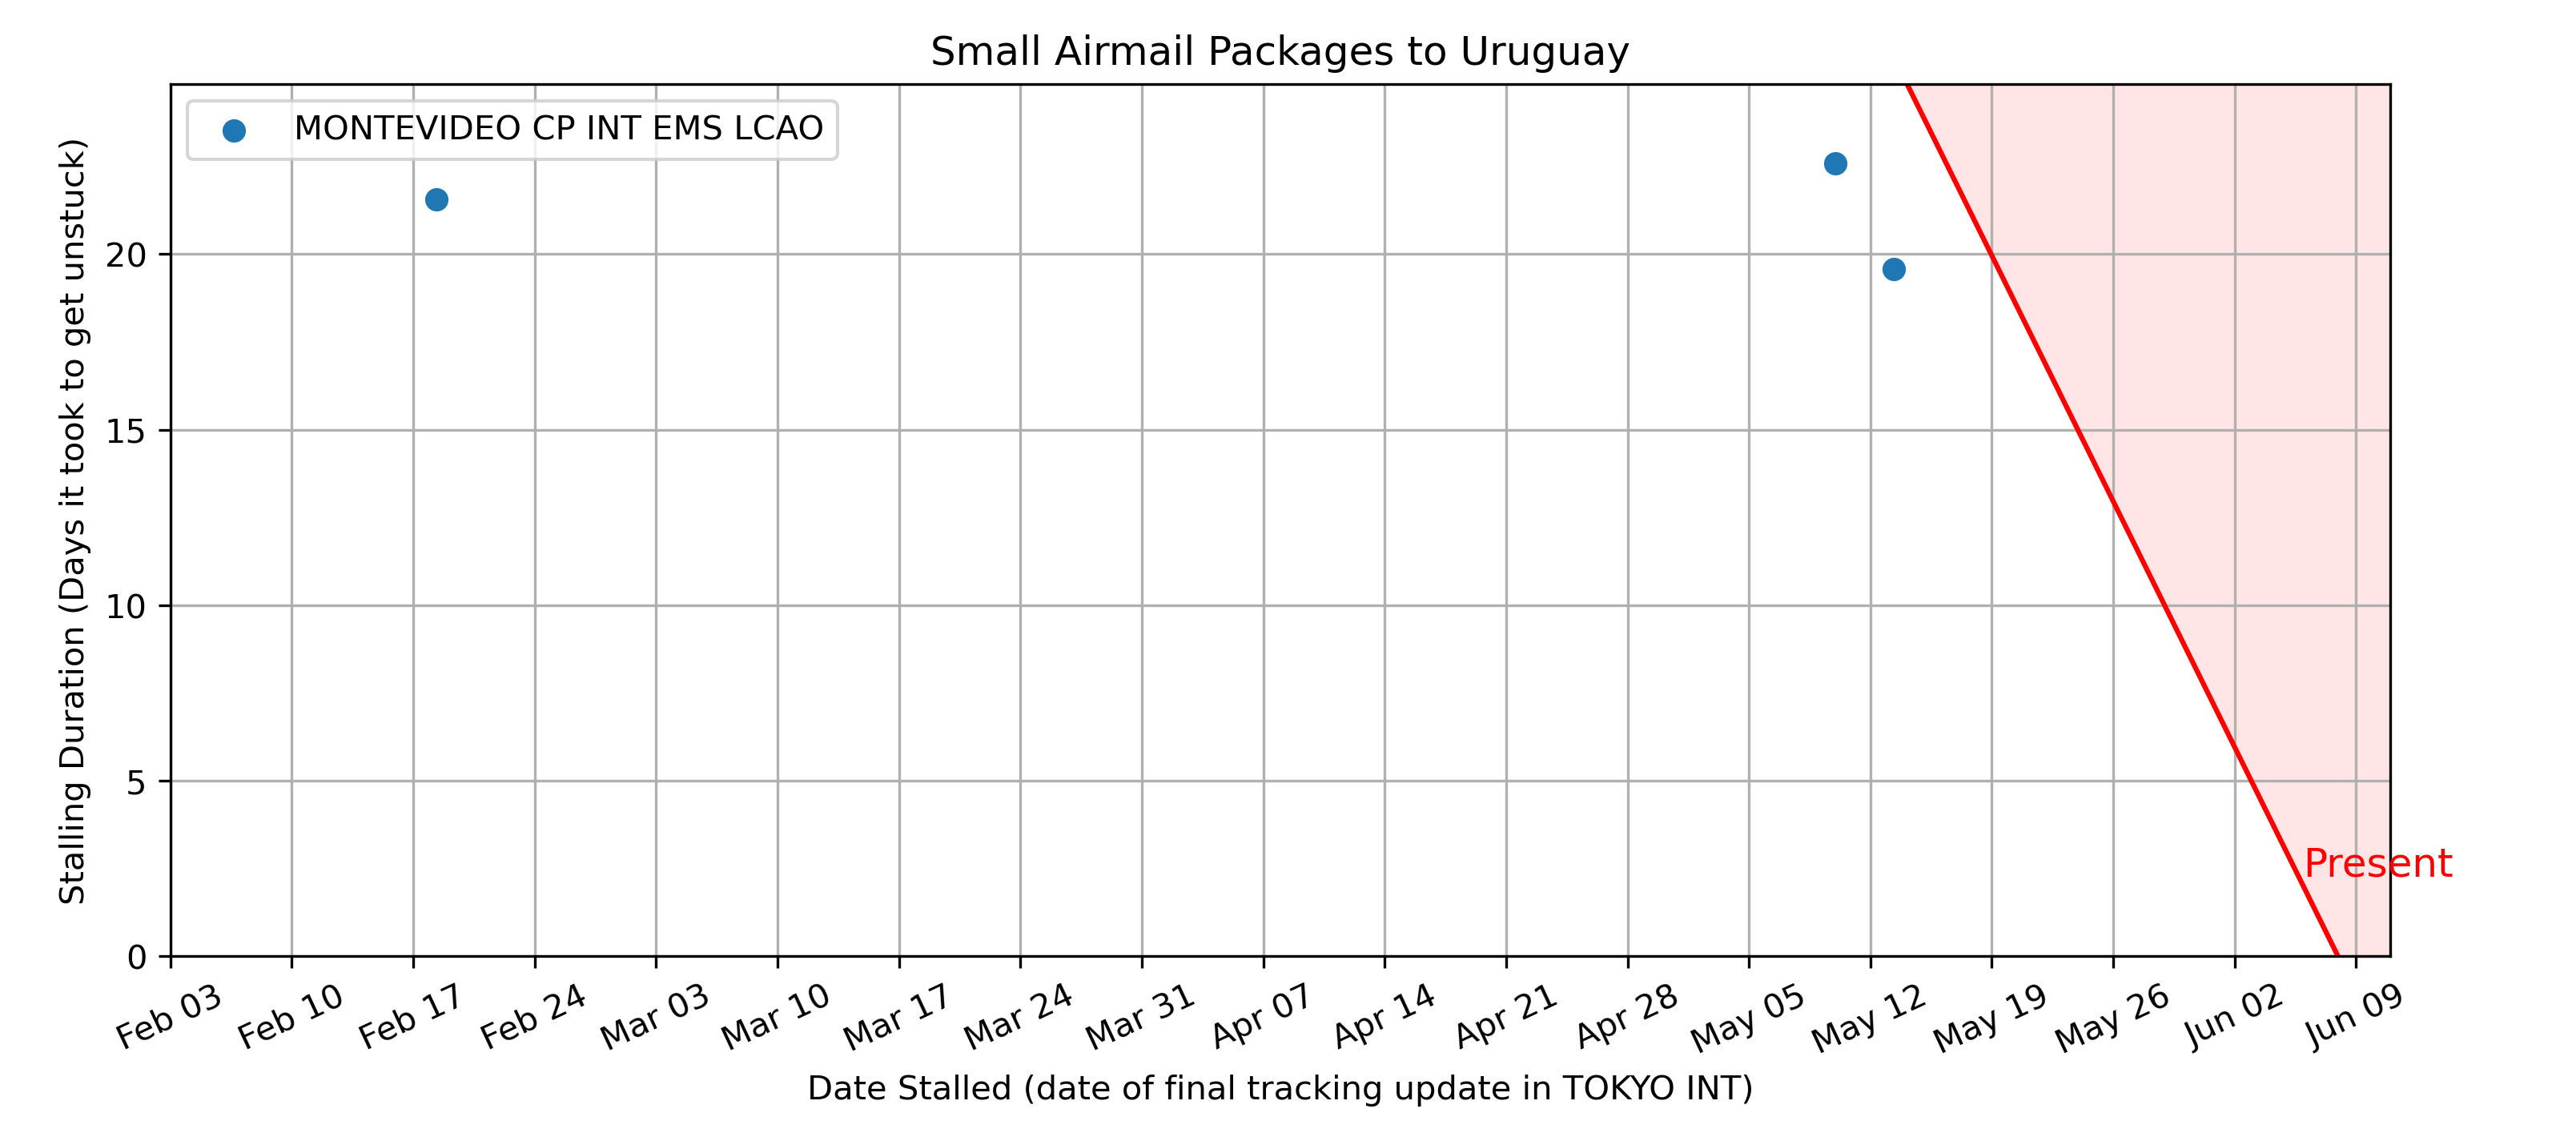 Small Airmail Packages to Uruguay
MONTEVIDEO CP INT EMS LCAO
Stalling Duration (Days it took to get unstuck)
20
15
10
5
0
Present
Feb 03
Feb 10
Feb 17
Feb 24
Mar 03
Mar 10
Mar 17
Mar 24
Mar 31
Apr 07
Apr 14
Apr 21
Apr 28
May 05
May 12
May 19
May 26
Jun 02
Jun 09
Date Stalled (date of final tracking update in TOKYO INT)